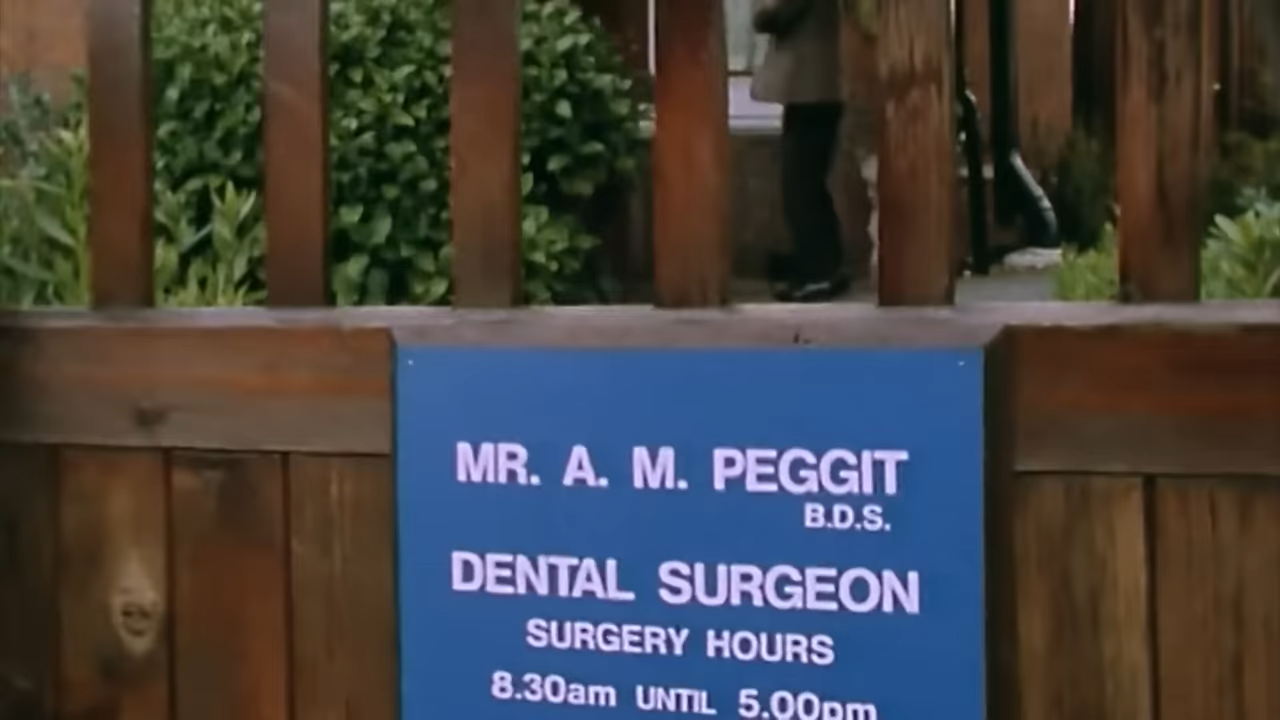 MR. A. M. PEGGIT
B.D.S.
DENTAL SURGEON
SURGERY HOURS
8.30am UNTIL 5.00pm